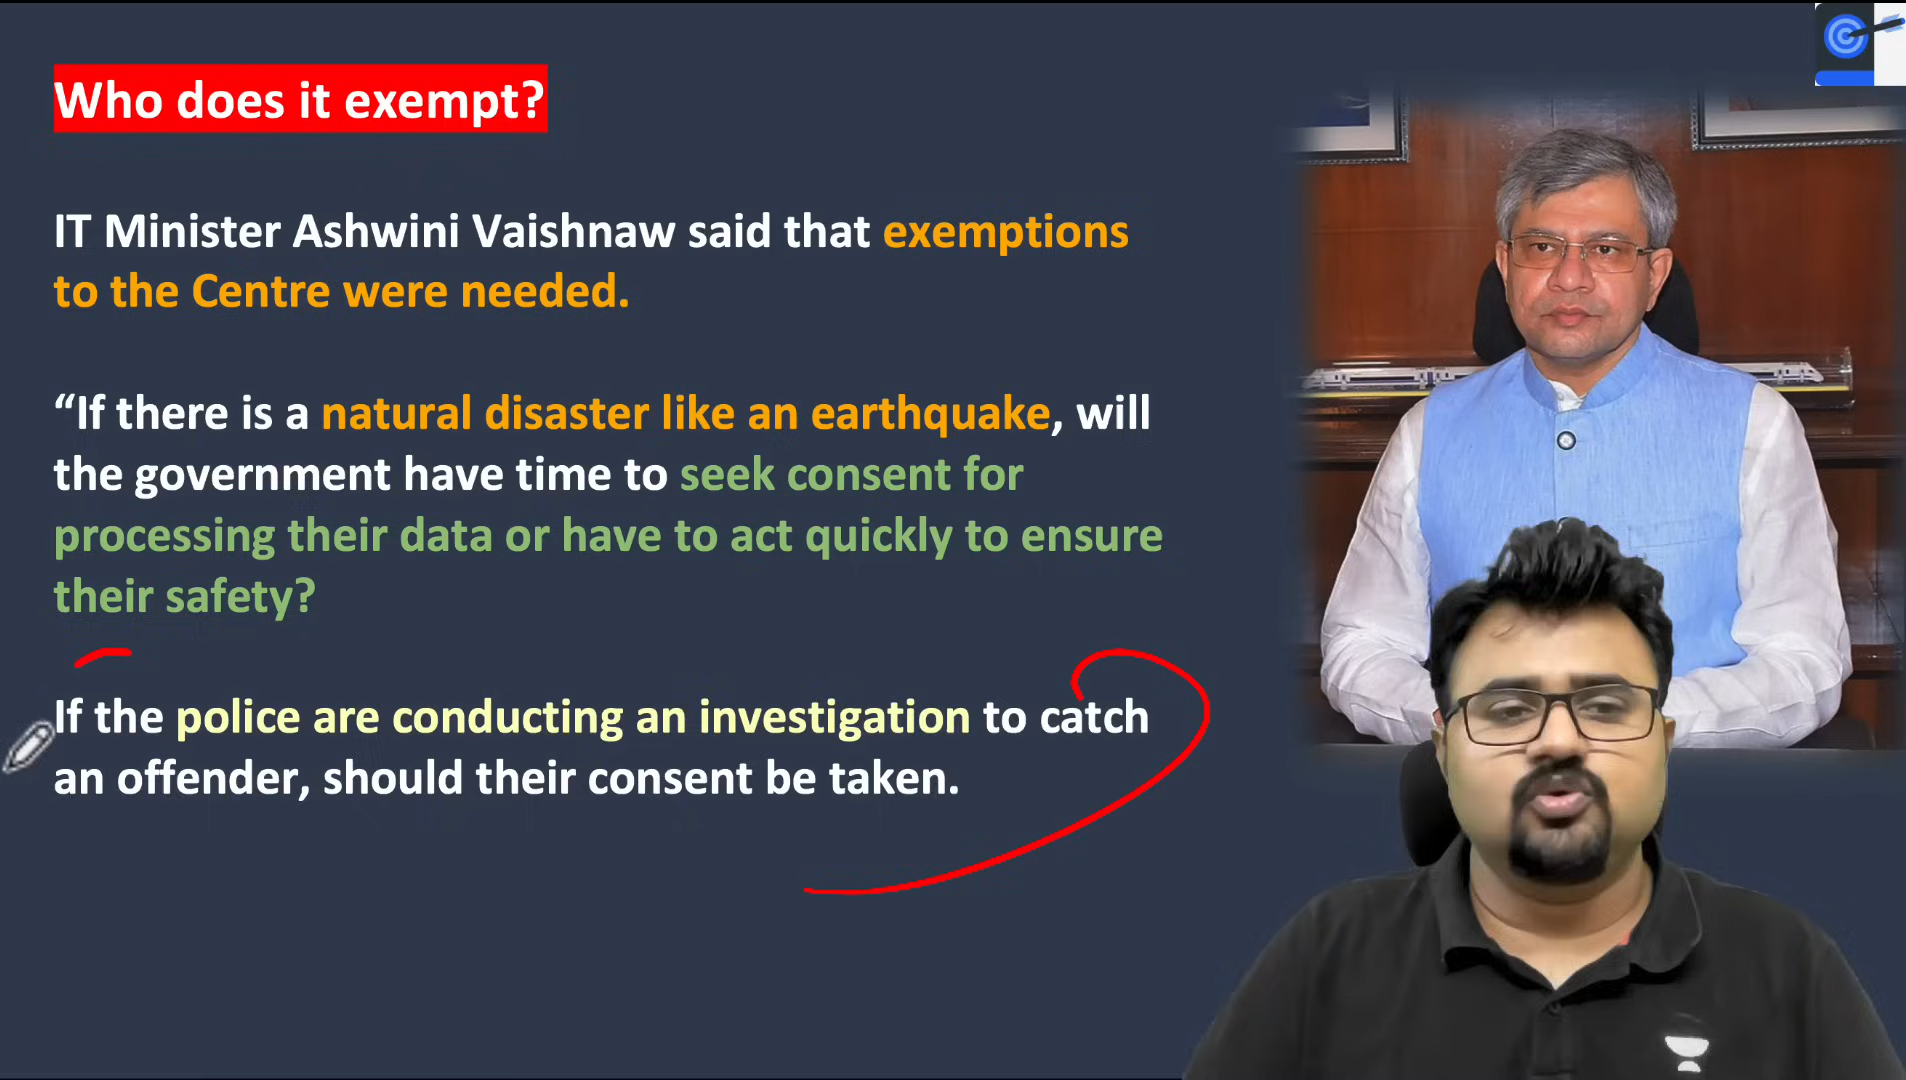 Who does it exempt?
IT Minister Ashwini Vaishnaw said that exemptions
to the Centre were needed.
“If there is a natural disaster like an earthquake, will
the government have time to seek consent for
processing their data or have to act quickly to ensure
their safety?
If the police are conducting an investigation to catch
an offender, should their consent be taken.